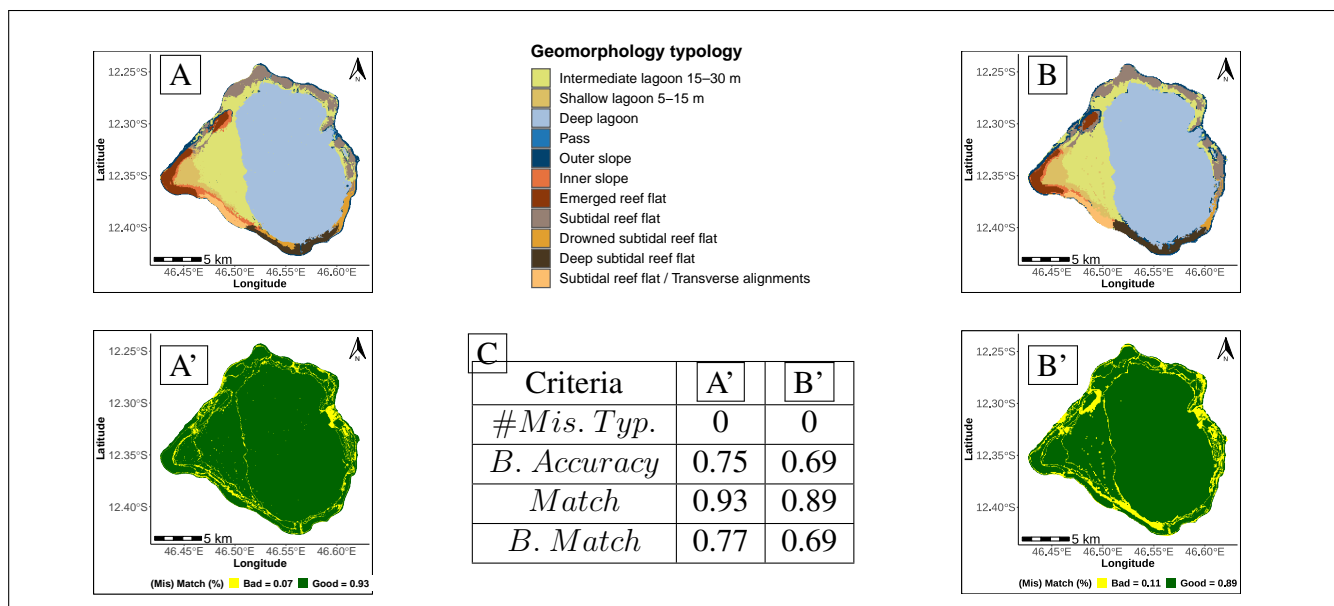 A
12.25°S
12.30°S
12.35°S
12.40°S
Latitude
N
5 km
46.45°E 46.50°E 46.55°E 46.60°E
Longitude
Geomorphology typology
Intermediate lagoon 15–30 m
Shallow lagoon 5–15 m
Deep lagoon
Pass
Outer slope
Inner slope
Emerged reef flat
Subtidal reef flat
Drowned subtidal reef flat
Deep subtidal reef flat
Subtidal reef flat / Transverse alignments
B
12.25°S
12.30°S
12.35°S
12.40°S
Latitude
N
5 km
46.45°E 46.50°E 46.55°E 46.60°E
Longitude
A'
12.25°S
12.30°S
12.35°S
12.40°S
Latitude
N
5 km
46.45°E 46.50°E 46.55°E 46.60°E
Longitude
(Mis) Match (%) Bad = 0.07 Good = 0.93
C
Criteria A' B'
#Mis. Typ. 0 0
B. Accuracy 0.75 0.69
Match 0.93 0.89
B. Match 0.77 0.69
B'
12.25°S
12.30°S
12.35°S
12.40°S
Latitude
N
5 km
46.45°E 46.50°E 46.55°E 46.60°E
Longitude
(Mis) Match (%) Bad = 0.11 Good = 0.89